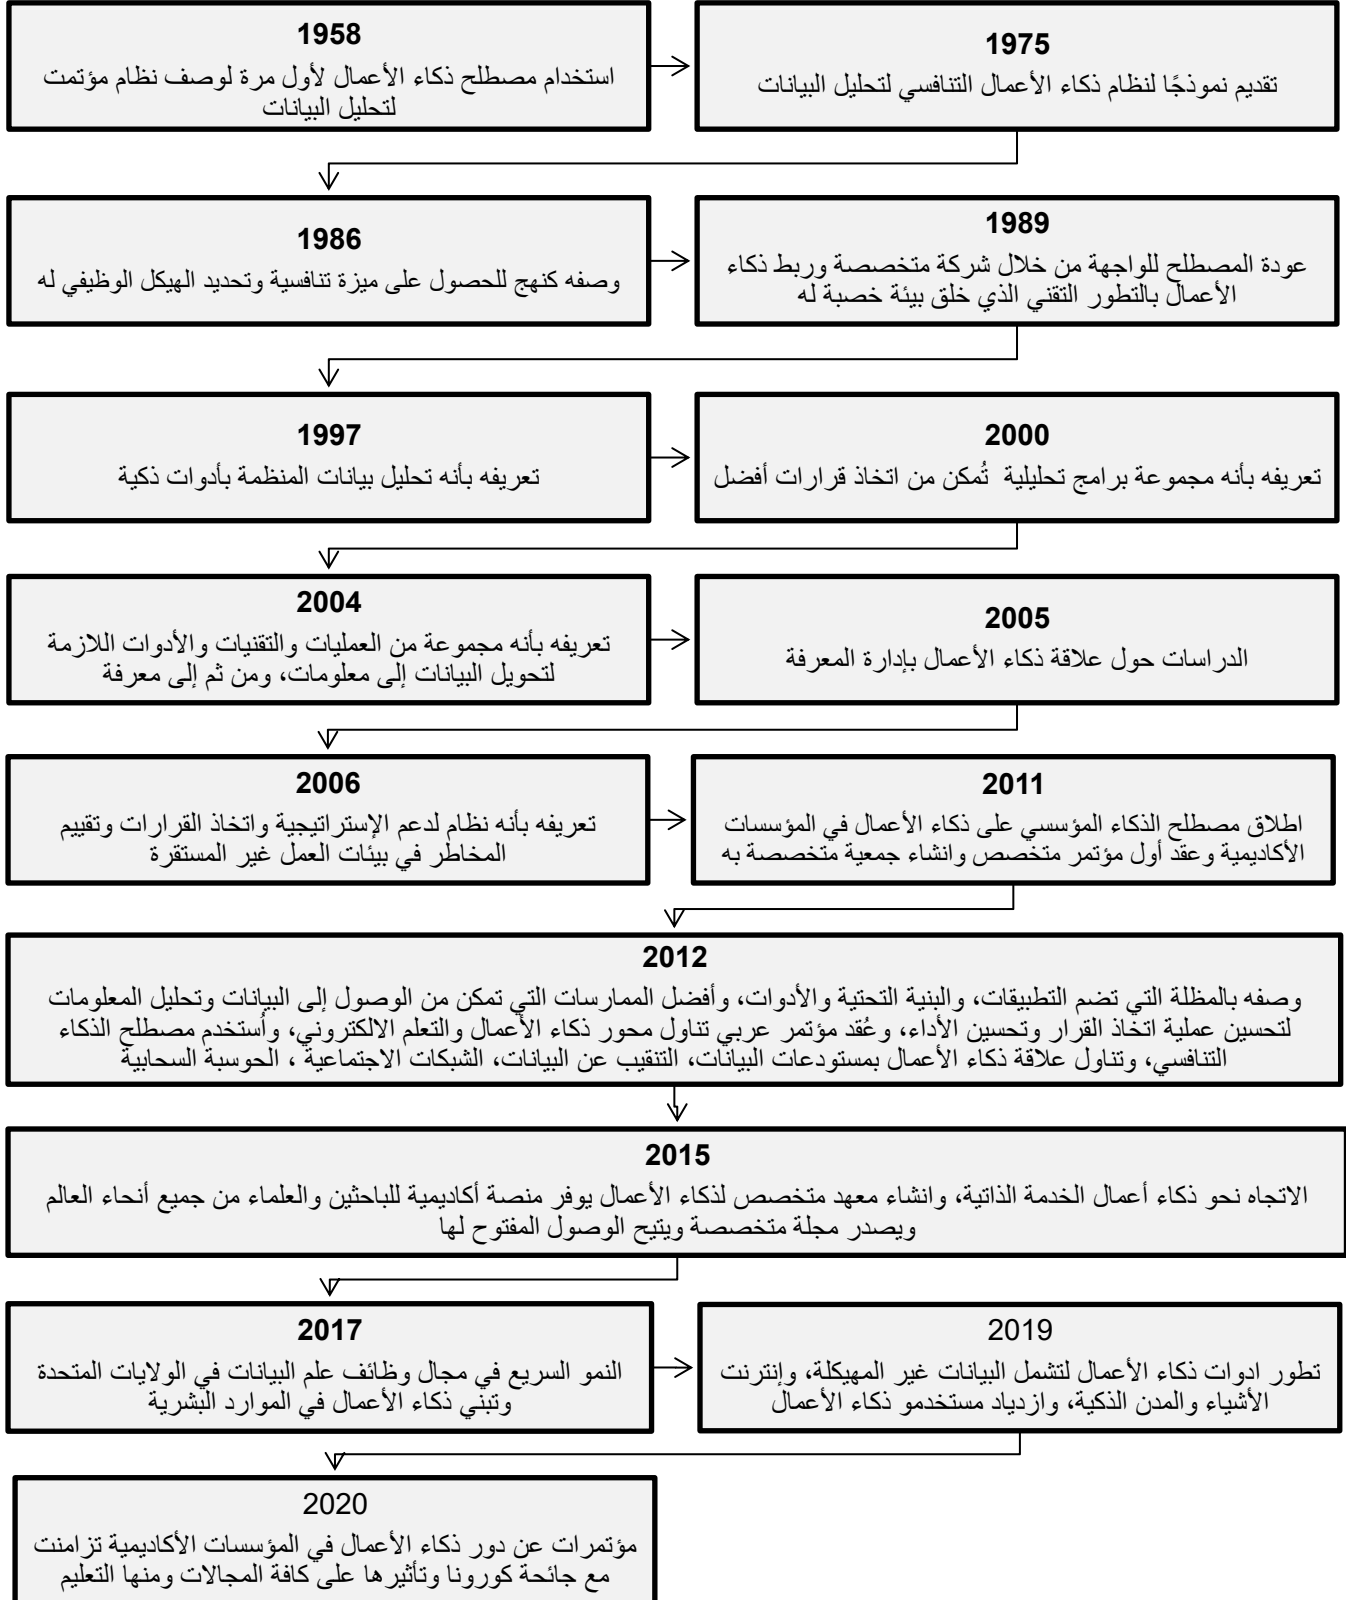 1958
استخدام مصطلح ذكاء الأعمال لأول مرة لوصف نظام مؤتمت
لتحليل البيانات
1975
تقديم نموذجًا لنظام ذكاء الأعمال التنافسي لتحليل البيانات
1986
وصفه كنهج للحصول على ميزة تنافسية وتحديد الهيكل الوظيفي له
1989
عودة المصطلح للواجهة من خلال شركة متخصصة وربط ذكاء
الأعمال بالتطور التقني الذي خلق بيئة خصبة له
1997
تعريفه بأنه تحليل بيانات المنظمة بأدوات ذكية
2000
تعريفه بأنه مجموعة برامج تحليلية تُمكن من اتخاذ قرارات أفضل
2004
تعريفه بأنه مجموعة من العمليات والتقنيات والأدوات اللازمة
لتحويل البيانات إلى معلومات، ومن ثم إلى معرفة
2005
الدراسات حول علاقة ذكاء الأعمال بإدارة المعرفة
2006
تعريفه بأنه نظام لدعم الإستراتيجية واتخاذ القرارات وتقييم
المخاطر في بيئات العمل غير المستقرة
2011
اطلاق مصطلح الذكاء المؤسسي على ذكاء الأعمال في المؤسسات
الأكاديمية وعقد أول مؤتمر متخصص وانشاء جمعية متخصصة به
2012
وصفه بالمظلة التي تضم التطبيقات، والبنية التحتية والأدوات، وأفضل الممارسات التي تمكن من الوصول إلى البيانات وتحليل المعلومات
لتحسين عملية اتخاذ القرار وتحسين الأداء، وعُقد مؤتمر عربي تناول محور ذكاء الأعمال والتعلم الالكتروني، واُستخدم مصطلح الذكاء
التنافسي، وتناول علاقة ذكاء الأعمال بمستودعات البيانات، التنقيب عن البيانات، الشبكات الاجتماعية ، الحوسبة السحابية
2015
الاتجاه نحو ذكاء أعمال الخدمة الذاتية، وانشاء معهد متخصص لذكاء الأعمال يوفر منصة أكاديمية للباحثين والعلماء من جميع أنحاء العالم
ويصدر مجلة متخصصة ويتيح الوصول المفتوح لها
2017
النمو السريع في مجال وظائف علم البيانات في الولايات المتحدة
وتبني ذكاء الأعمال في الموارد البشرية
2019
تطور ادوات ذكاء الأعمال لتشمل البيانات غير المهيكلة، وإنترنت
الأشياء والمدن الذكية، وازدياد مستخدمو ذكاء الأعمال
2020
مؤتمرات عن دور ذكاء الأعمال في المؤسسات الأكاديمية تزامنت
مع جائحة كورونا وتأثيرها على كافة المجالات ومنها التعليم